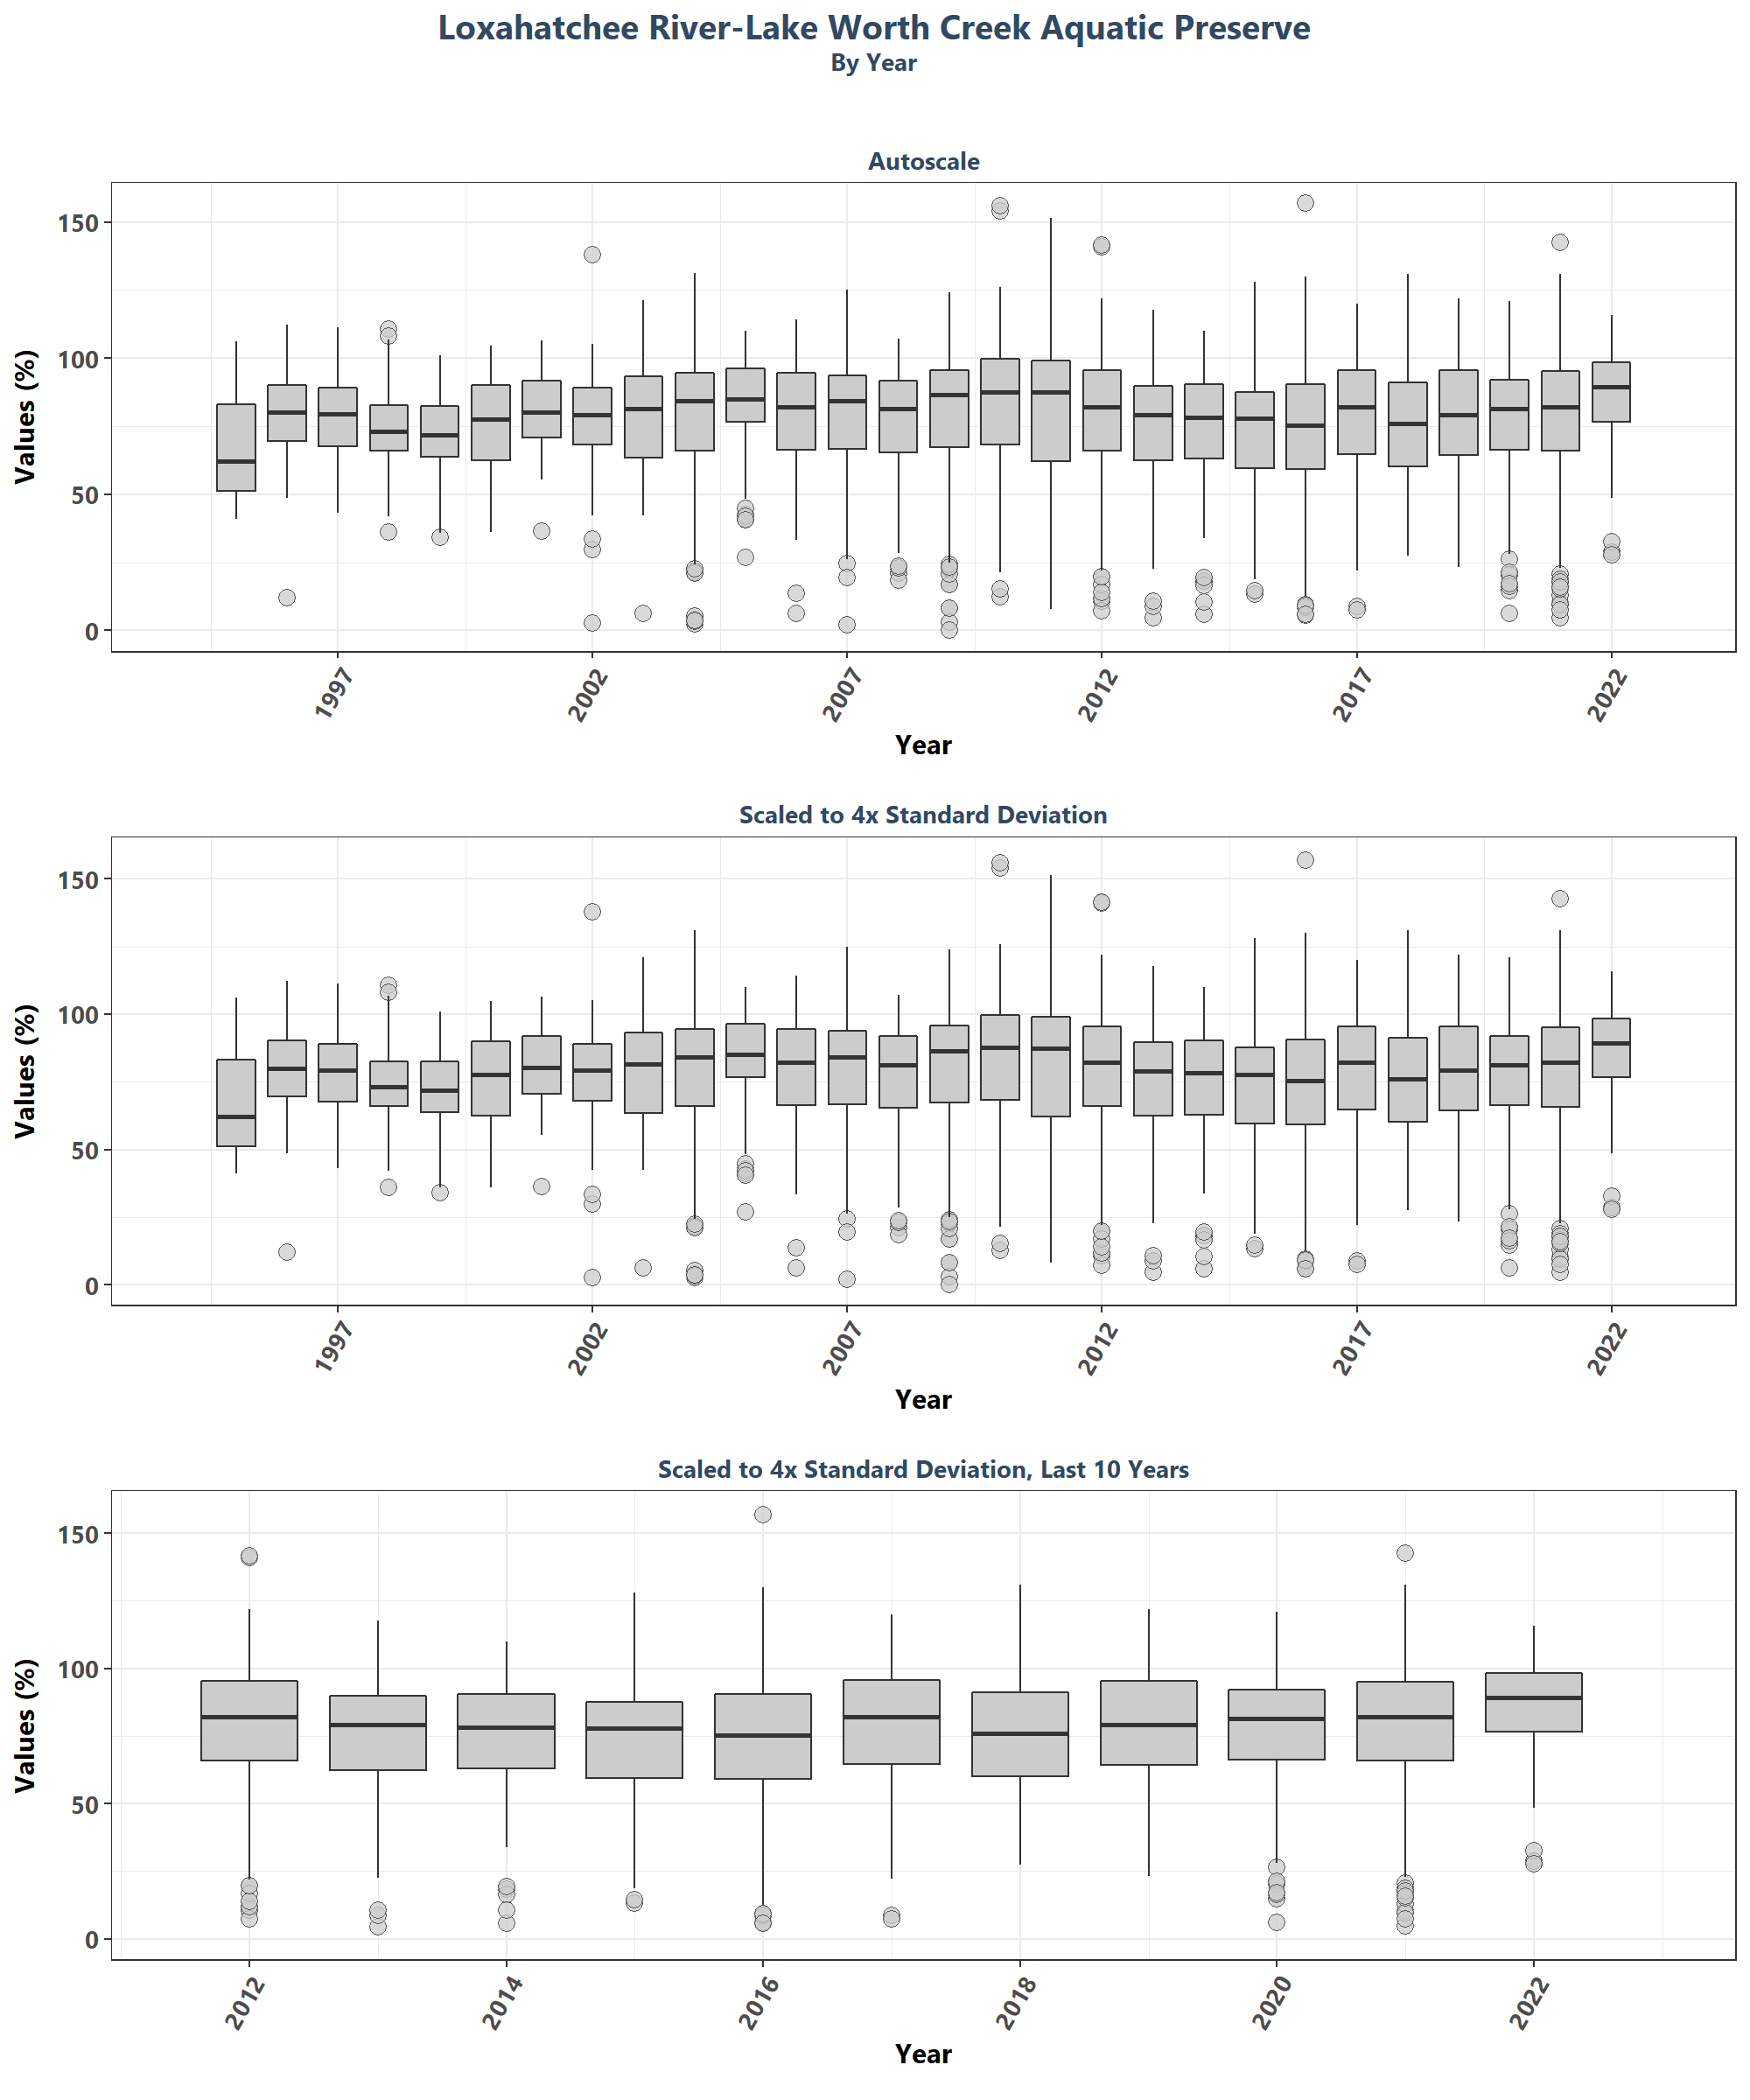 Loxahatchee River-Lake Worth Creek Aquatic Preserve
By Year
Autoscale
Values (%)
150
100
50
0
1997
2002
2007
2012
2017
2022
Year
Scaled to 4x Standard Deviation
Values (%)
150
100
50
0
1997
2002
2007
2012
2017
2022
Year
Scaled to 4x Standard Deviation, Last 10 Years
Values (%)
150
100
50
0
2012
2014
2016
2018
2020
2022
Year